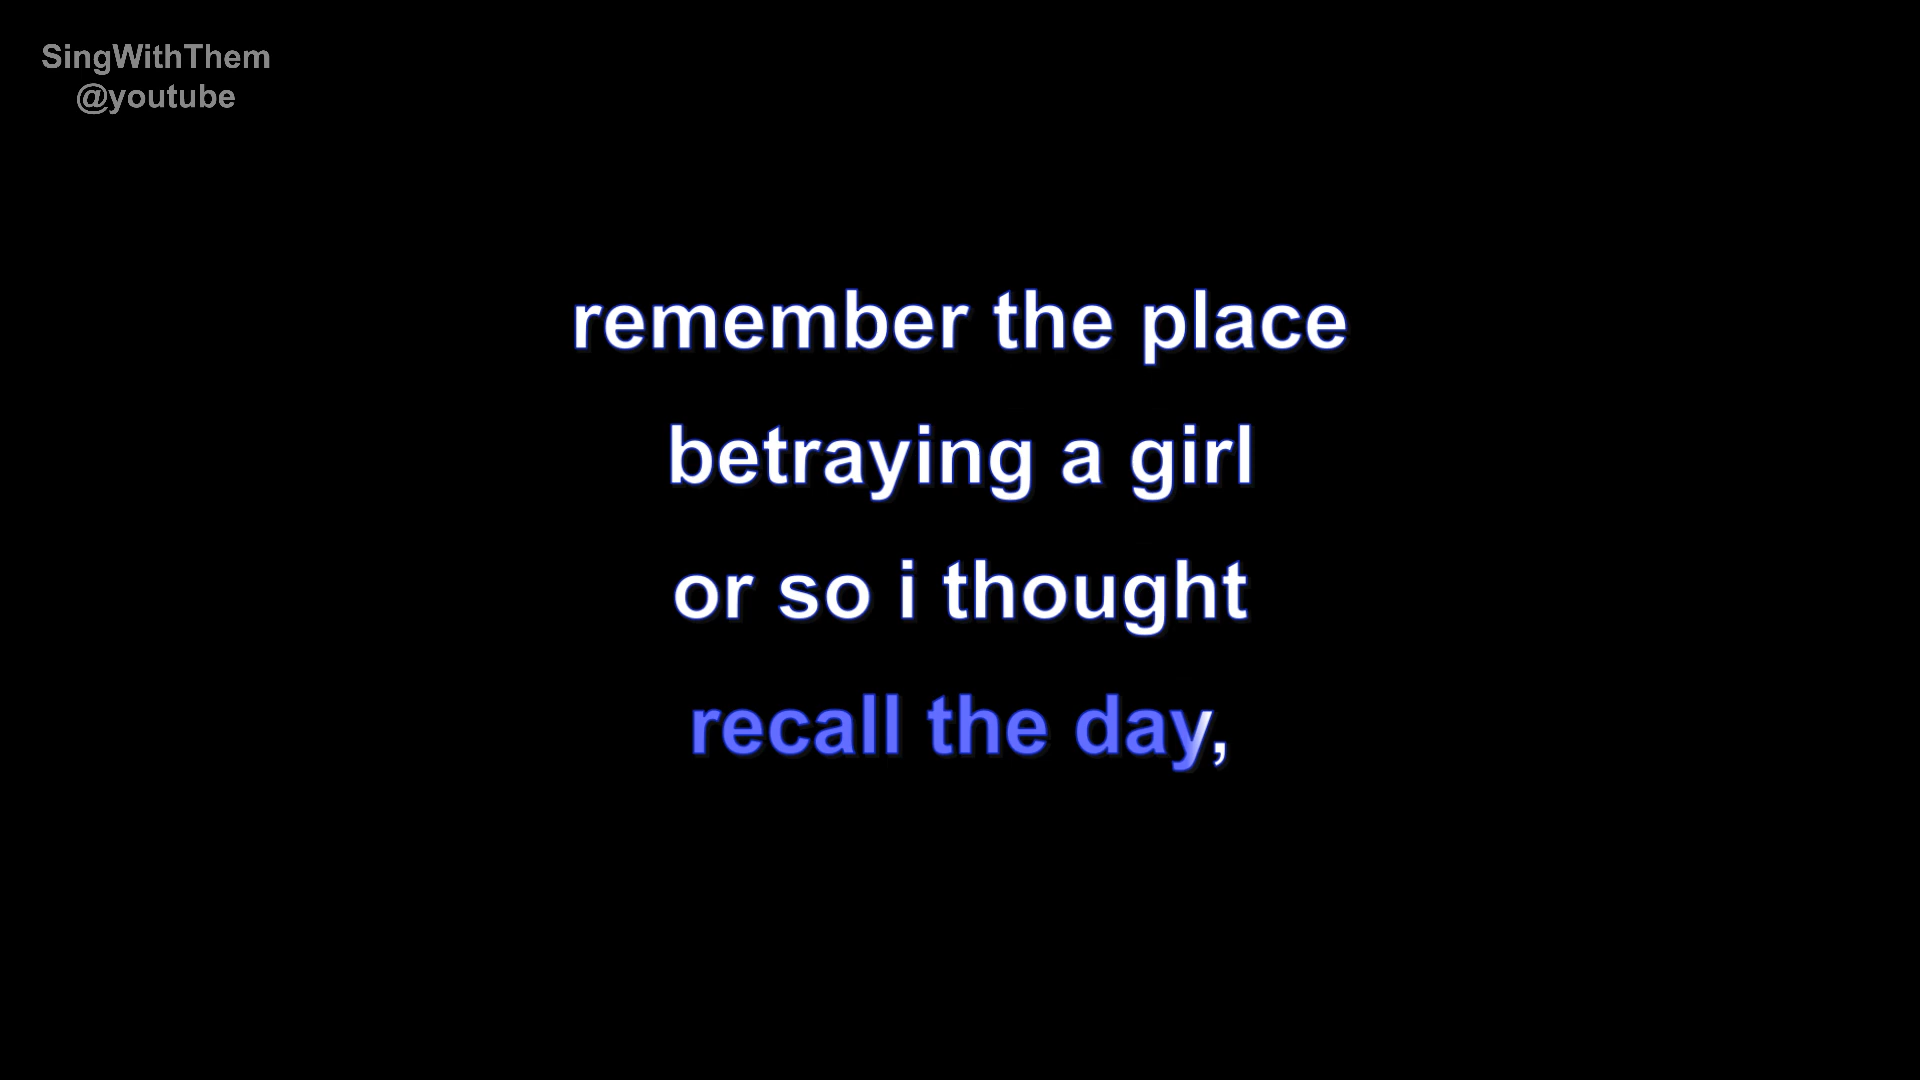 SingWithThem
@youtube
remember the place
betraying a girl
or so i thought
recall the day,